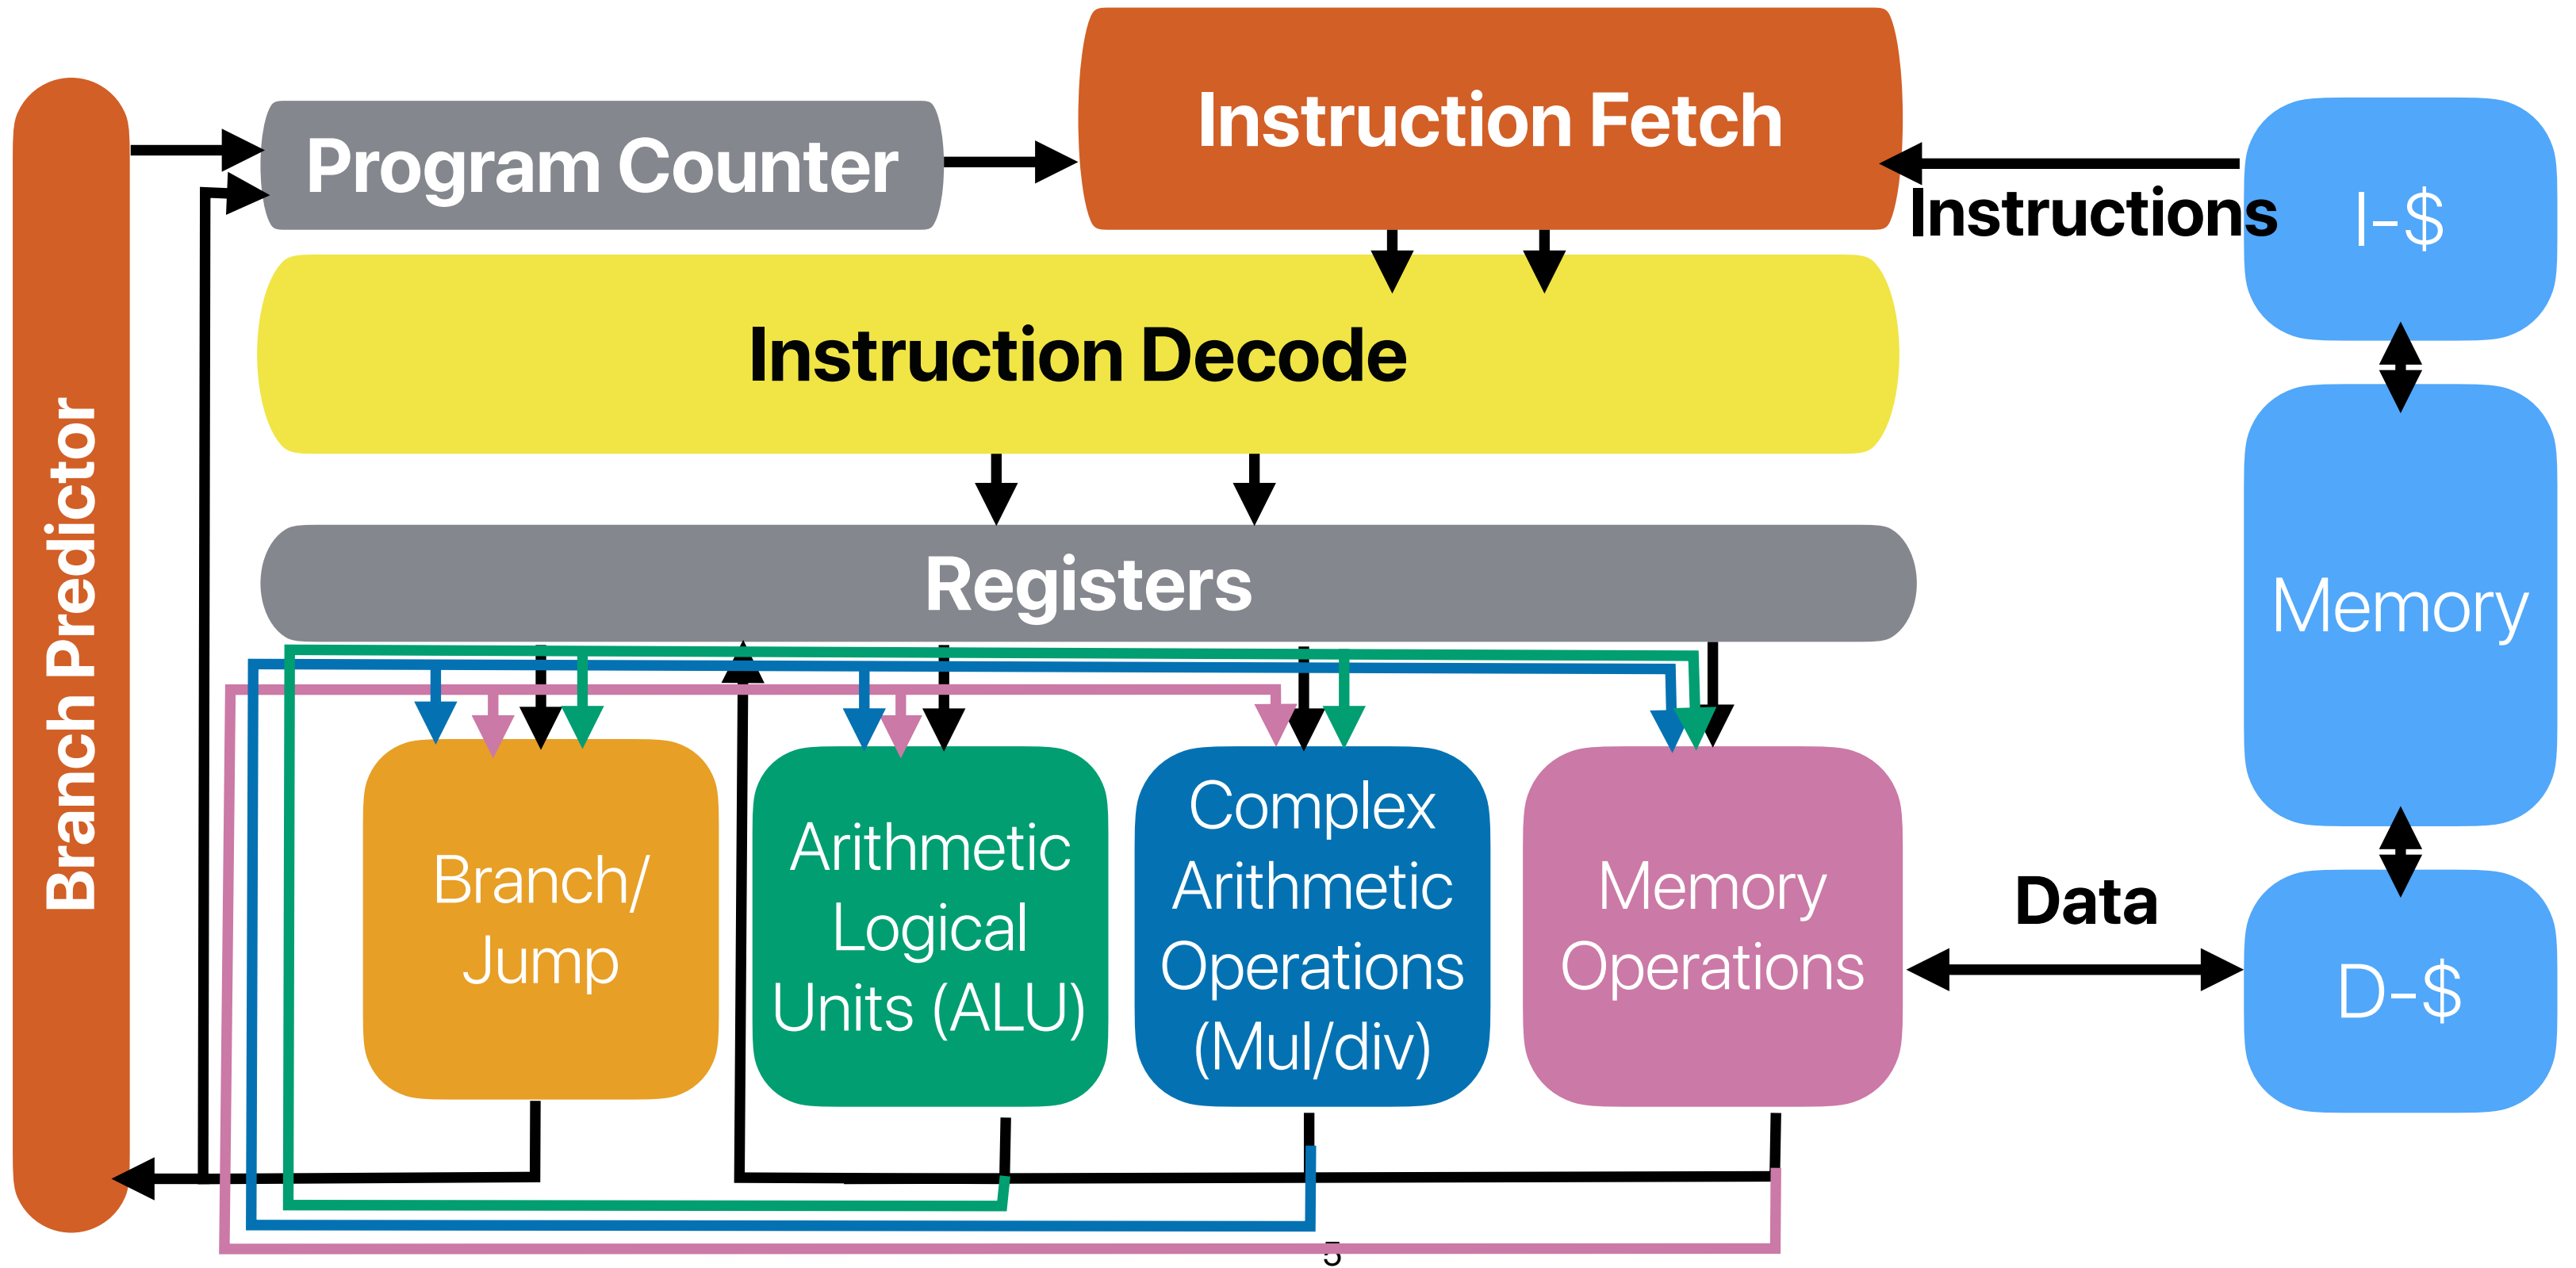 Branch Predictor
Program Counter
Instruction Fetch
Instructions
I-$
Instruction Decode
Registers
Memory
Branch/
Jump
Arithmetic
Logical
Units (ALU)
Complex
Arithmetic
Operations
(Mul/div)
Memory
Operations
Data
D-$
5